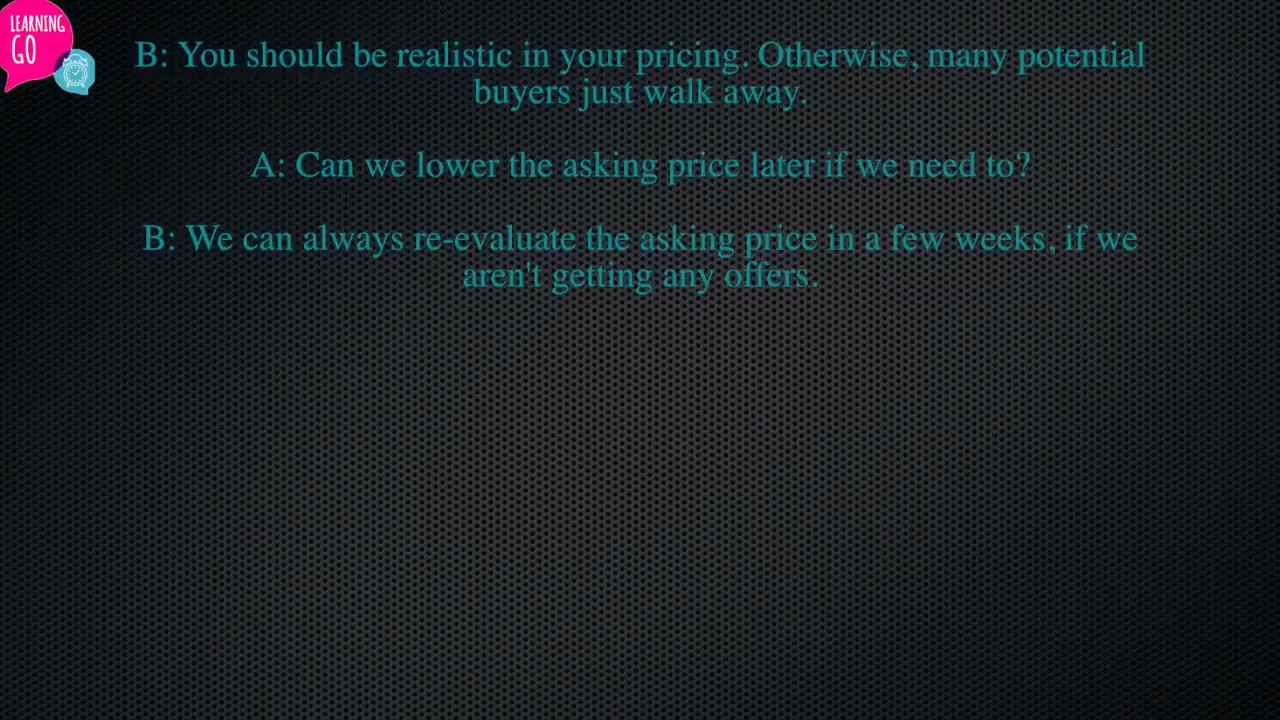 LEARNING
GO
B: You should be realistic in your pricing. Otherwise, many potential
buyers just walk away.
A: Can we lower the asking price later if we need to?
B: We can always re-evaluate the asking price in a few weeks, if we
aren't getting any offers.